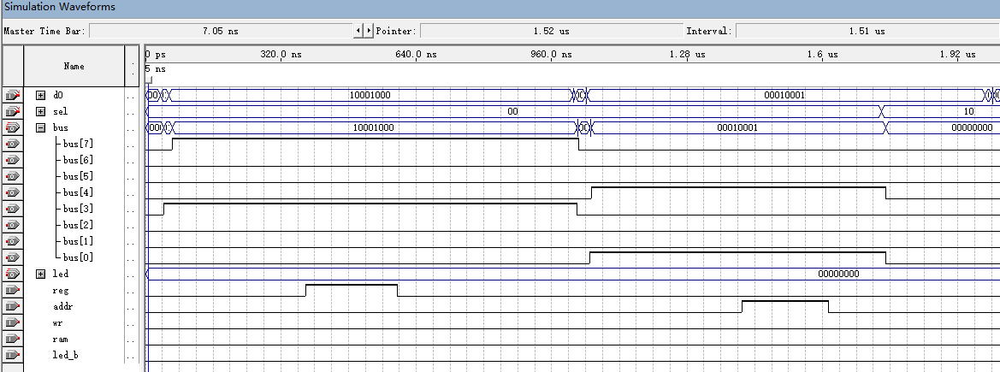 Simulation Waveforms
Master Time Bar: 7.05 ns Pointer: 1.52 us Interval: 1.51 us
Name 0 ps 320.0 ns 640.0 ns 960.0 ns 1.28 us 1.6 us 1.92 us
5 ns
d0 10001000 00010001
sel 00 10
bus 10001000 00010001 00000000
bus[7]
bus[6]
bus[5]
bus[4]
bus[3]
bus[2]
bus[1]
bus[0]
led 00000000
reg
addr
wr
ram
led_b